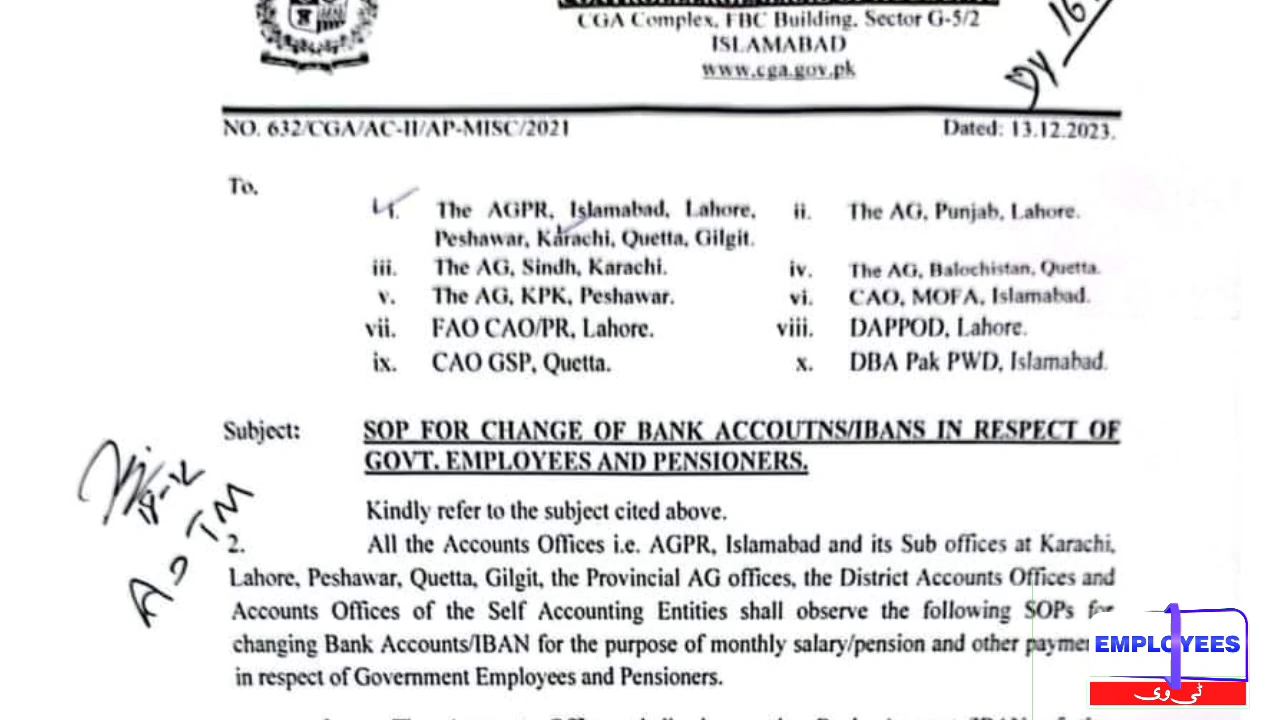 CGA Complex, FBC Building, Sector G-5/2
ISLAMABAD
www.cga.gov.pk
Dy 16
NO. 632/CGA/AC-II/AP-MISC/2021 Dated: 13.12.2023.
To,
i. The AGPR, Islamabad, Lahore, Peshawar, Karachi, Quetta, Gilgit.
ii. The AG, Punjab, Lahore.
iii. The AG, Sindh, Karachi.
iv. The AG, Balochistan, Quetta.
v. The AG, KPK, Peshawar.
vi. CAO, MOFA, Islamabad.
vii. FAO CAO/PR, Lahore.
viii. DAPPOD, Lahore.
ix. CAO GSP, Quetta.
x. DBA Pak PWD, Islamabad.
Subject: SOP FOR CHANGE OF BANK ACCOUTNS/IBANS IN RESPECT OF
GOVT. EMPLOYEES AND PENSIONERS.
Kindly refer to the subject cited above.
2. All the Accounts Offices i.e. AGPR, Islamabad and its Sub offices at Karachi,
Lahore, Peshawar, Quetta, Gilgit, the Provincial AG offices, the District Accounts Offices and
Accounts Offices of the Self Accounting Entities shall observe the following SOPs for
changing Bank Accounts/IBAN for the purpose of monthly salary/pension and other payme
in respect of Government Employees and Pensioners.
EMPLOYEES
ٹی وی